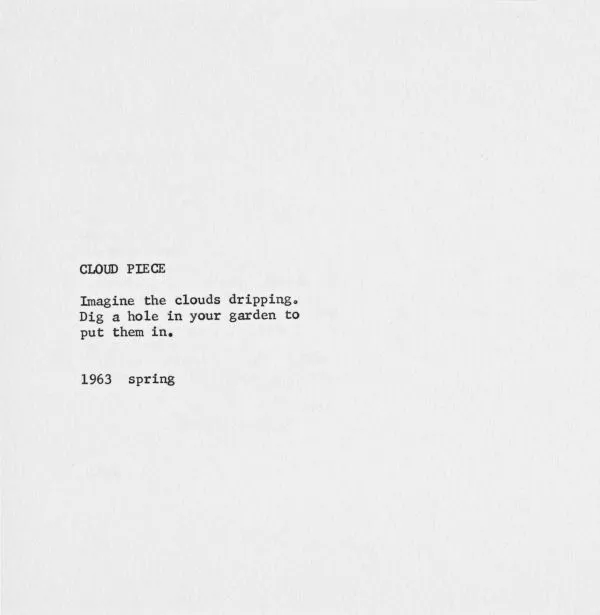 CLOUD PIECE
Imagine the clouds dripping.
Dig a hole in your garden to
put them in.
1963  spring